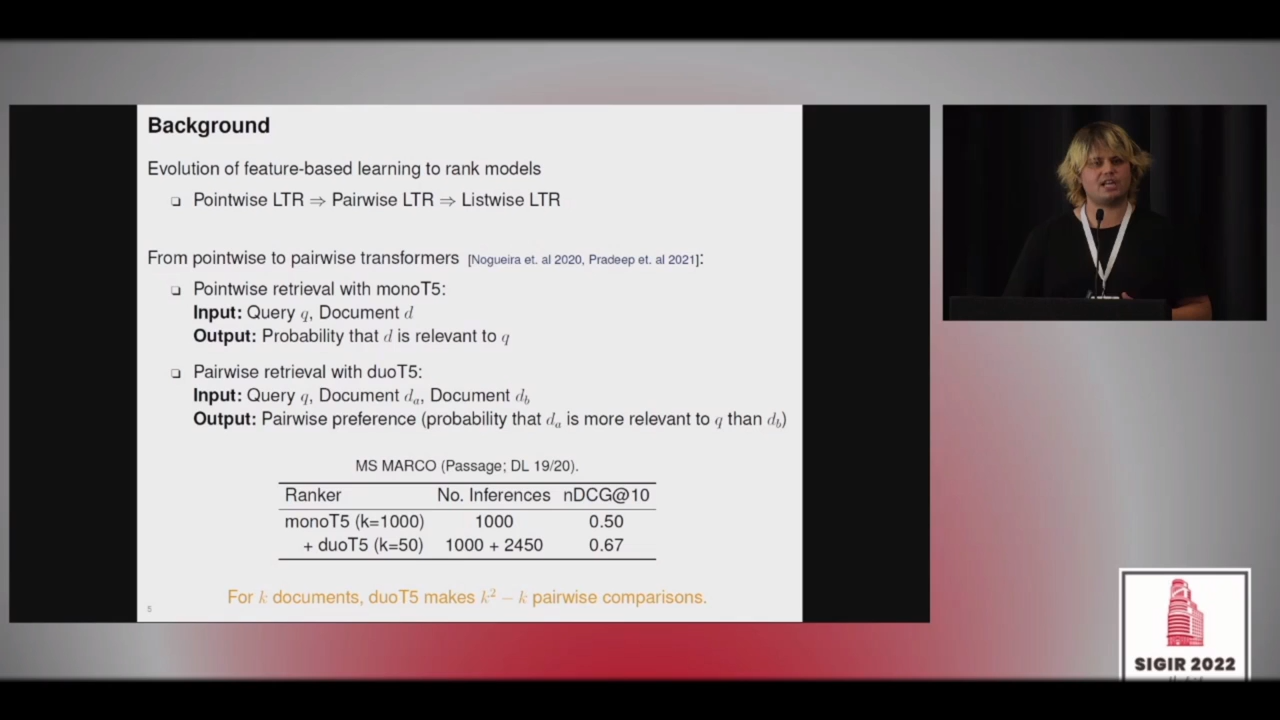 Background
Evolution of feature-based learning to rank models
❏ Pointwise LTR ⇒ Pairwise LTR ⇒ Listwise LTR
From pointwise to pairwise transformers [Nogueira et. al 2020, Pradeep et. al 2021]:
❏ Pointwise retrieval with monoT5:
Input: Query q, Document d
Output: Probability that d is relevant to q
❏ Pairwise retrieval with duoT5:
Input: Query q, Document dₐ, Document d_b
Output: Pairwise preference (probability that dₐ is more relevant to q than d_b)
MS MARCO (Passage; DL 19/20).
Ranker No. Inferences nDCG@10
monoT5 (k=1000) 1000 0.50
+ duoT5 (k=50) 1000 + 2450 0.67
For k documents, duoT5 makes k² − k pairwise comparisons.
5
SIGIR 2022